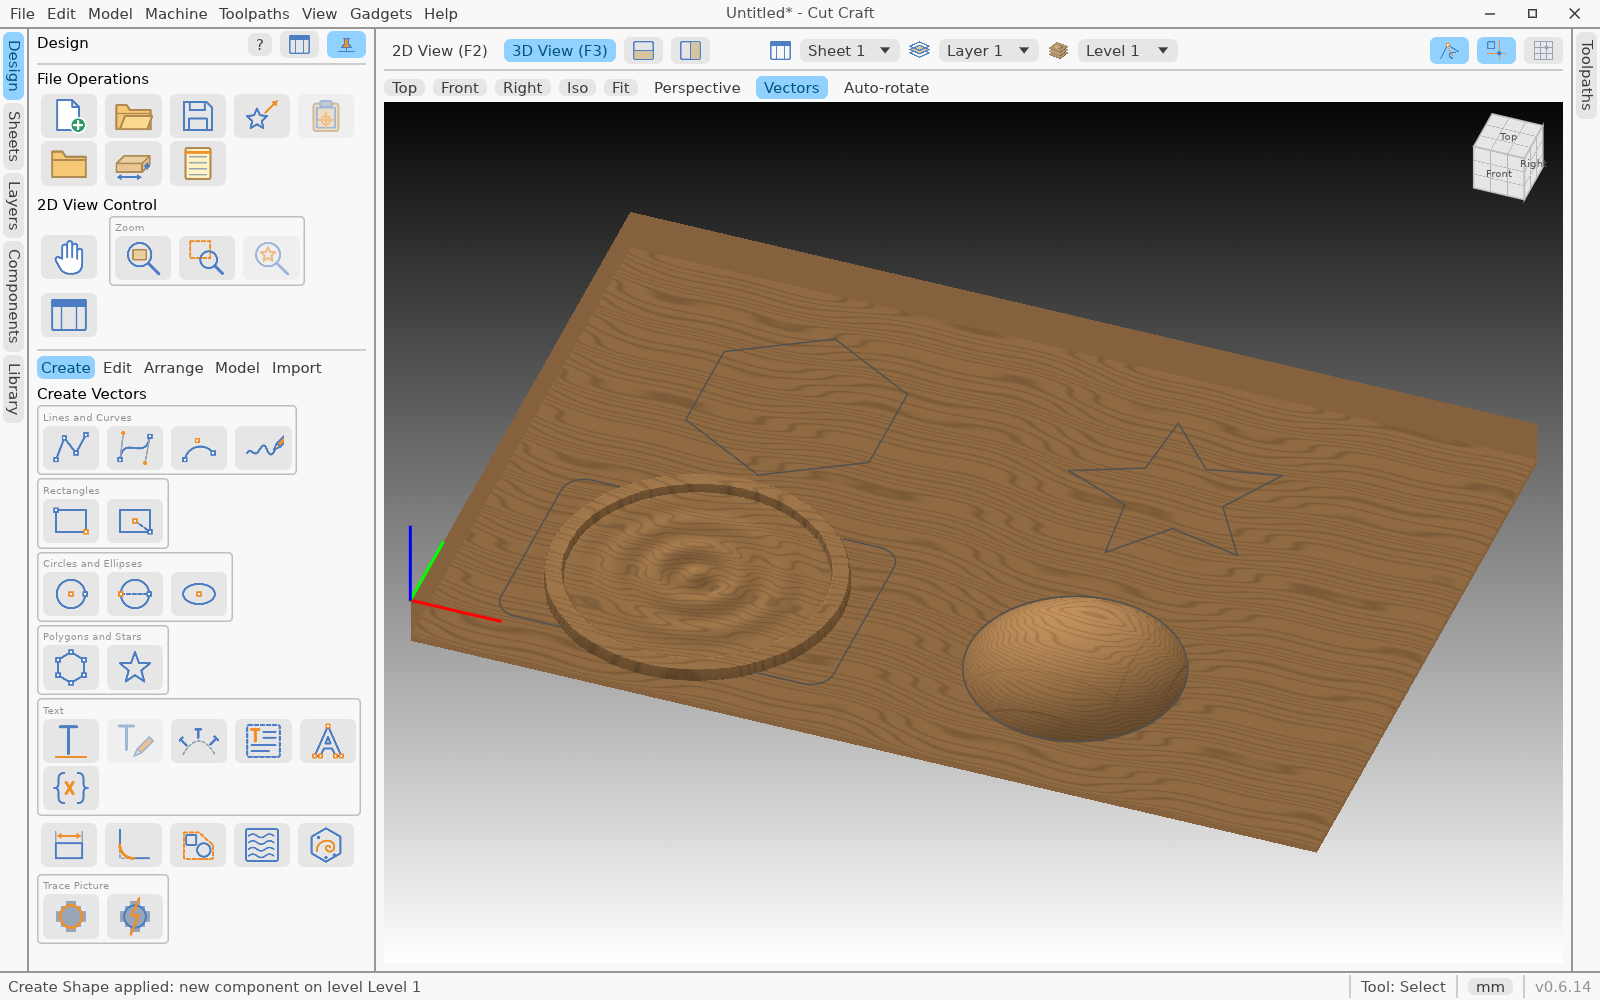 File Edit Model Machine Toolpaths View Gadgets Help
Untitled* - Cut Craft
Design
Sheets
Layers
Components
Library
Design
?
File Operations
2D View Control
Zoom
Create Edit Arrange Model Import
Create Vectors
Lines and Curves
Rectangles
Circles and Ellipses
Polygons and Stars
Text
Trace Picture
2D View (F2) 3D View (F3) Sheet 1 Layer 1 Level 1
Top Front Right Iso Fit Perspective Vectors Auto-rotate
Top
Front
Right
Toolpaths
Create Shape applied: new component on level Level 1
Tool: Select mm v0.6.14